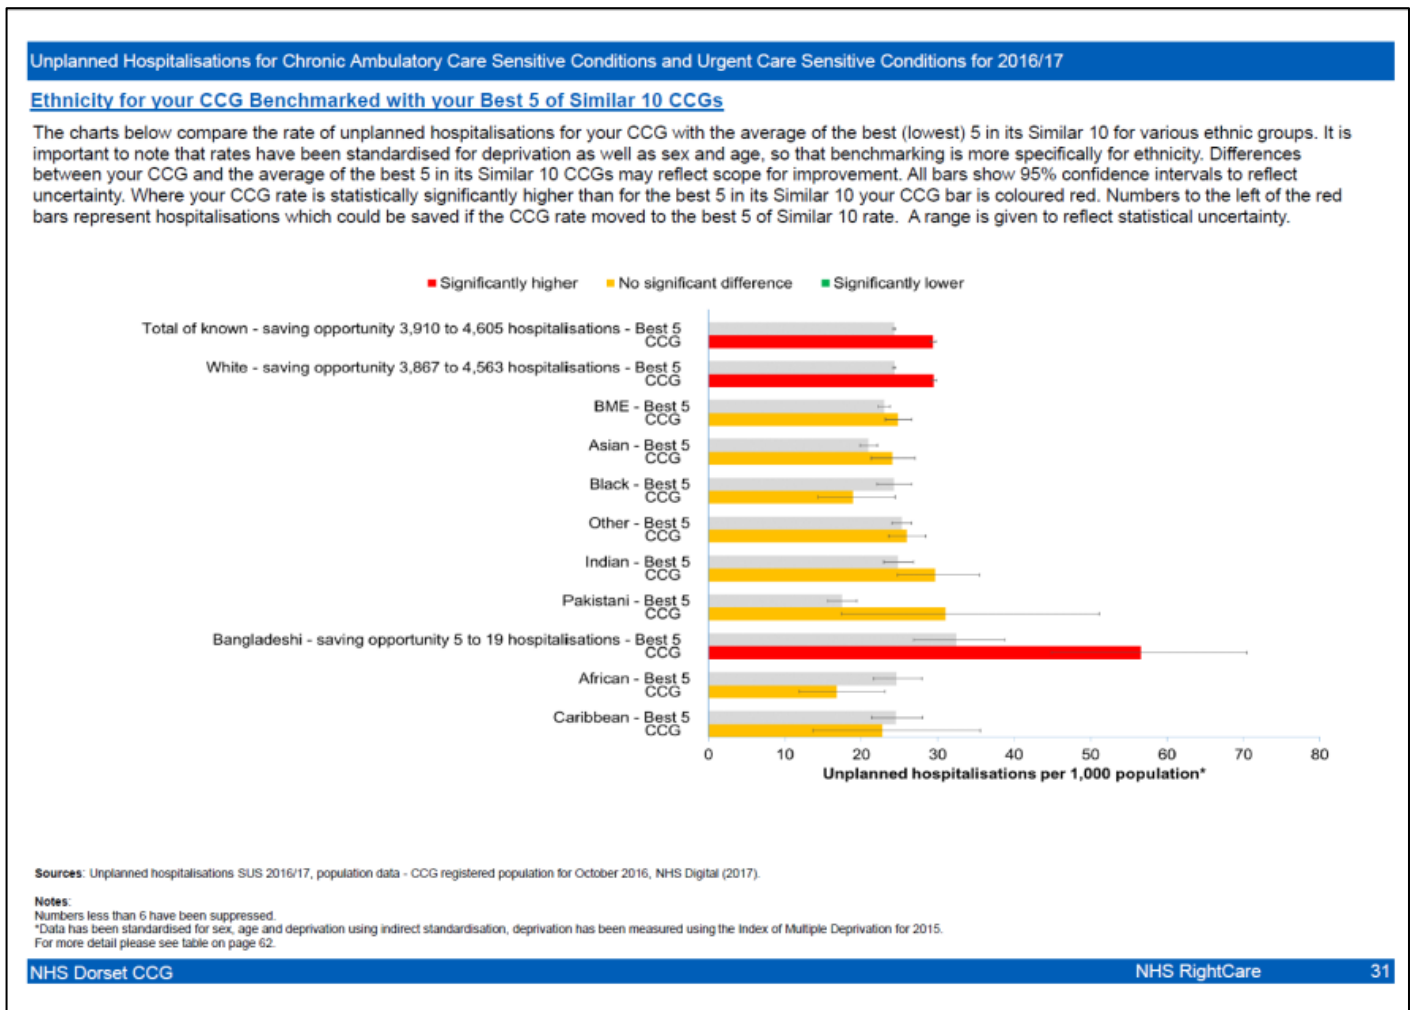 Unplanned Hospitalisations for Chronic Ambulatory Care Sensitive Conditions and Urgent Care Sensitive Conditions for 2016/17
Ethnicity for your CCG Benchmarked with your Best 5 of Similar 10 CCGs
The charts below compare the rate of unplanned hospitalisations for your CCG with the average of the best (lowest) 5 in its Similar 10 for various ethnic groups. It is
important to note that rates have been standardised for deprivation as well as sex and age, so that benchmarking is more specifically for ethnicity. Differences
between your CCG and the average of the best 5 in its Similar 10 CCGs may reflect scope for improvement. All bars show 95% confidence intervals to reflect
uncertainty. Where your CCG rate is statistically significantly higher than for the best 5 in its Similar 10 your CCG bar is coloured red. Numbers to the left of the red
bars represent hospitalisations which could be saved if the CCG rate moved to the best 5 of Similar 10 rate.  A range is given to reflect statistical uncertainty.
Significantly higher No significant difference Significantly lower
Total of known - saving opportunity 3,910 to 4,605 hospitalisations - Best 5
CCG
White - saving opportunity 3,867 to 4,563 hospitalisations - Best 5
CCG
BME - Best 5
CCG
Asian - Best 5
CCG
Black - Best 5
CCG
Other - Best 5
CCG
Indian - Best 5
CCG
Pakistani - Best 5
CCG
Bangladeshi - saving opportunity 5 to 19 hospitalisations - Best 5
CCG
African - Best 5
CCG
Caribbean - Best 5
CCG
0 10 20 30 40 50 60 70 80
Unplanned hospitalisations per 1,000 population*
Sources: Unplanned hospitalisations SUS 2016/17, population data - CCG registered population for October 2016, NHS Digital (2017).
Notes:
Numbers less than 6 have been suppressed.
*Data has been standardised for sex, age and deprivation using indirect standardisation, deprivation has been measured using the Index of Multiple Deprivation for 2015.
For more detail please see table on page 62.
NHS Dorset CCG NHS RightCare 31